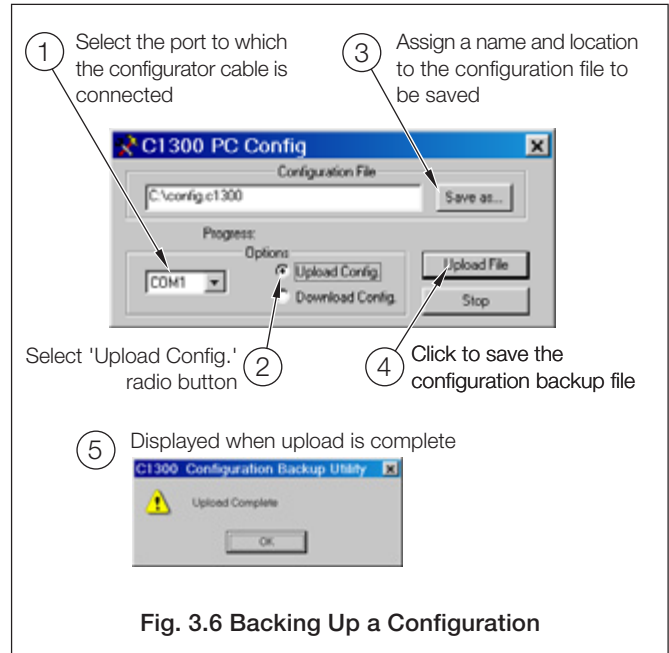 1
Select the port to which
the configurator cable is
connected
3
Assign a name and location
to the configuration file to
be saved
C1300 PC Config
Configuration File
C:\config.c1300
Save as...
Progress:
Options
COM1
Upload Config.
Download Config.
Upload File
Stop
Select 'Upload Config.'
radio button
2
4
Click to save the
configuration backup file
5
Displayed when upload is complete
C1300 Configuration Backup Utility
Upload Complete
OK
Fig. 3.6 Backing Up a Configuration